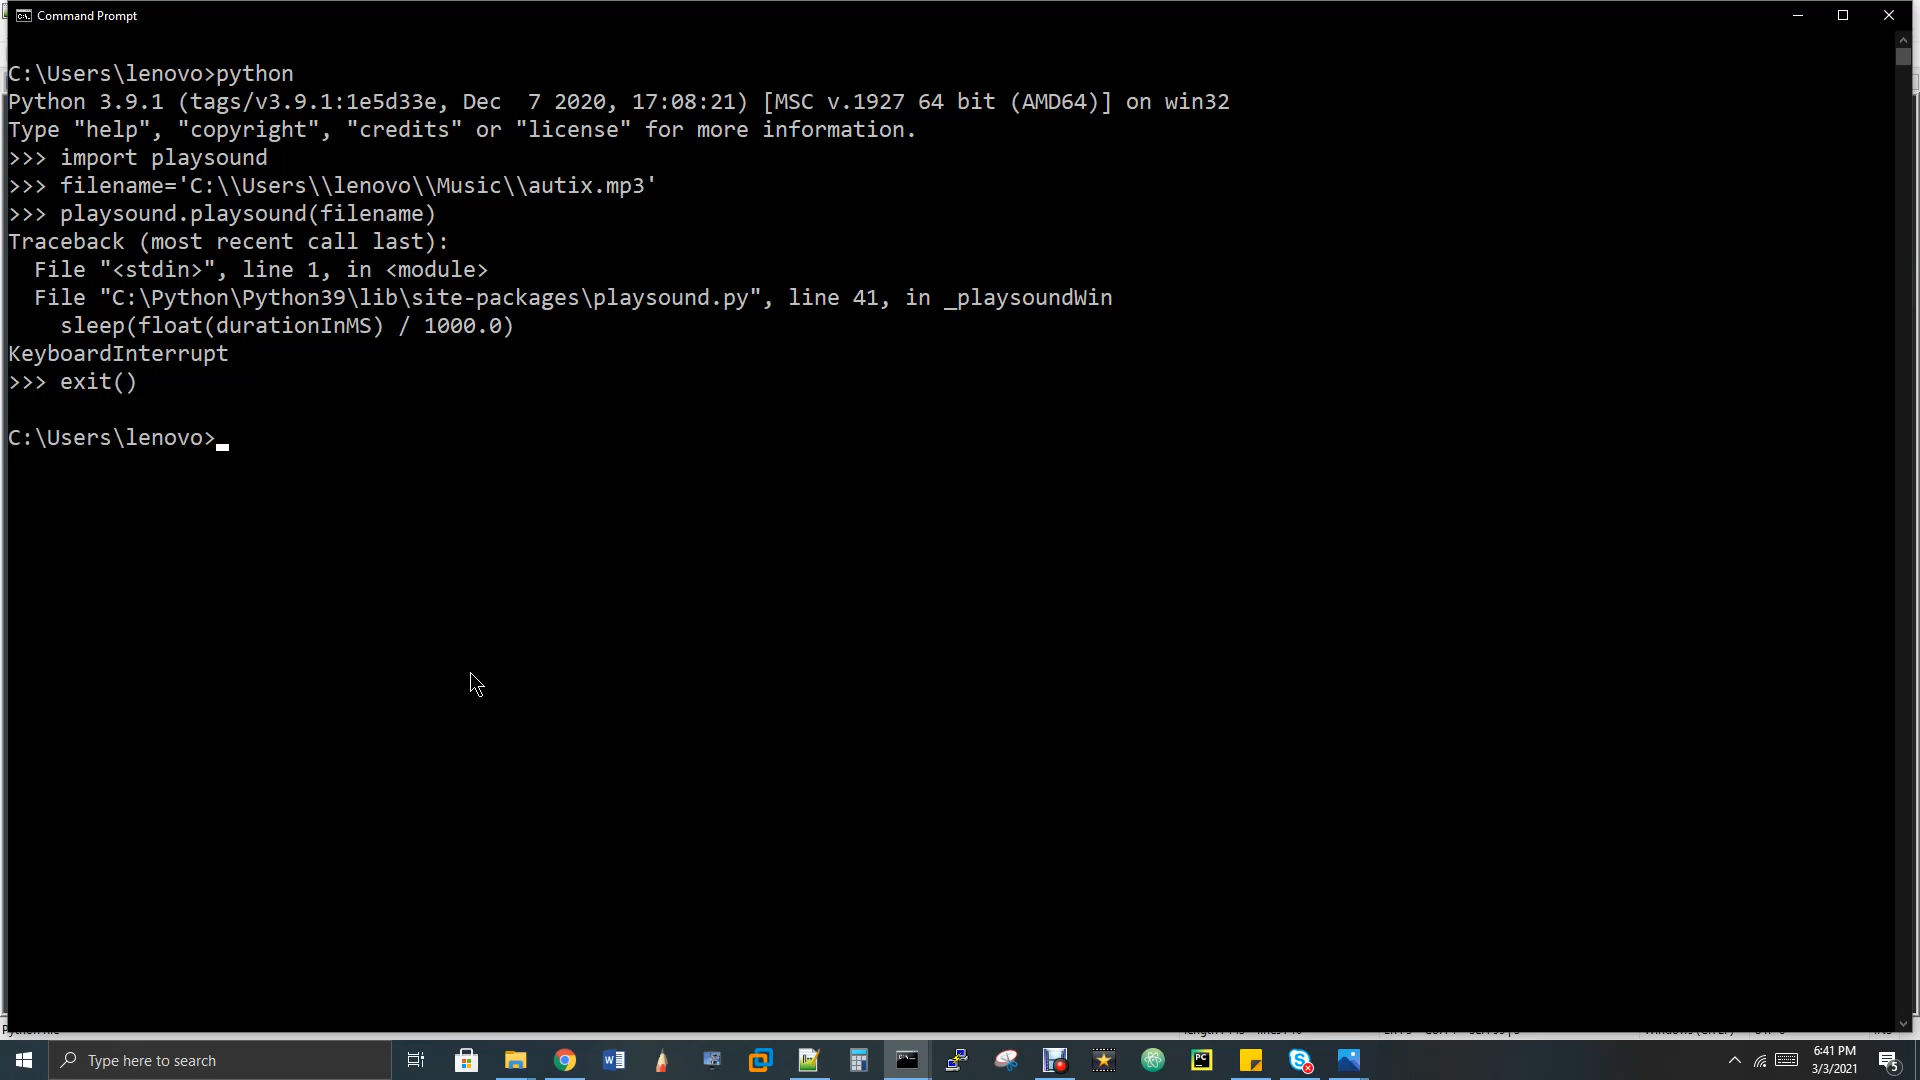 Command Prompt
C:\Users\lenovo>python
Python 3.9.1 (tags/v3.9.1:1e5d33e, Dec  7 2020, 17:08:21) [MSC v.1927 64 bit (AMD64)] on win32
Type "help", "copyright", "credits" or "license" for more information.
>>> import playsound
>>> filename='C:\\Users\\lenovo\\Music\\autix.mp3'
>>> playsound.playsound(filename)
Traceback (most recent call last):
  File "<stdin>", line 1, in <module>
  File "C:\Python\Python39\lib\site-packages\playsound.py", line 41, in _playsoundWin
    sleep(float(durationInMS) / 1000.0)
KeyboardInterrupt
>>> exit()
C:\Users\lenovo>
Type here to search
PC
6:41 PM
3/3/2021
5